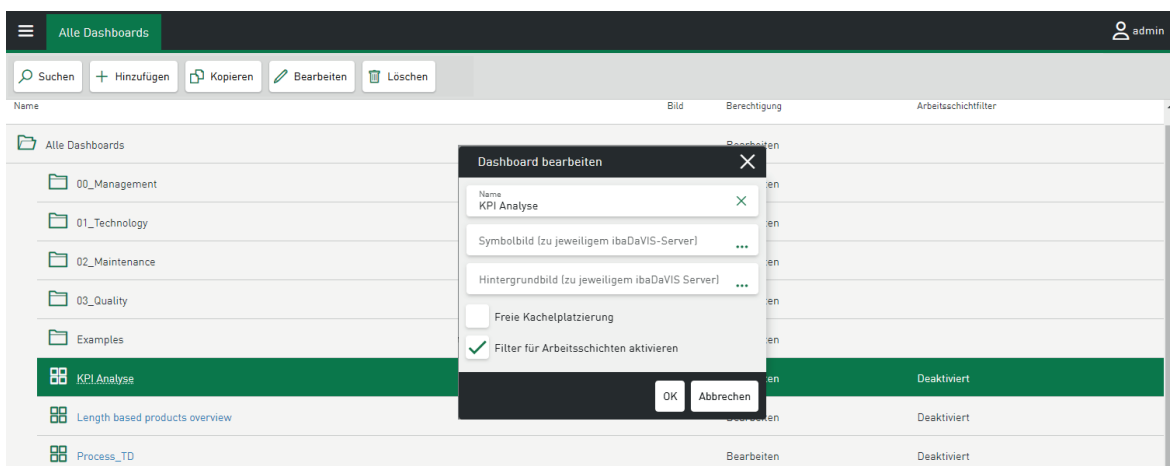 Alle Dashboards
admin
Suchen
Hinzufügen
Kopieren
Bearbeiten
Löschen
Name
Bild
Berechtigung
Arbeitsschichtfilter
Alle Dashboards
00_Management
01_Technology
02_Maintenance
03_Quality
Examples
KPI Analyse
Deaktiviert
Length based products overview
Deaktiviert
Process_TD
Bearbeiten
Deaktiviert
Dashboard bearbeiten
Name
KPI Analyse
Symbolbild (zu jeweiligem ibaDaVIS-Server)
...
Hintergrundbild (zu jeweiligem ibaDaVIS Server)
...
Freie Kachelplatzierung
Filter für Arbeitsschichten aktivieren
OK
Abbrechen